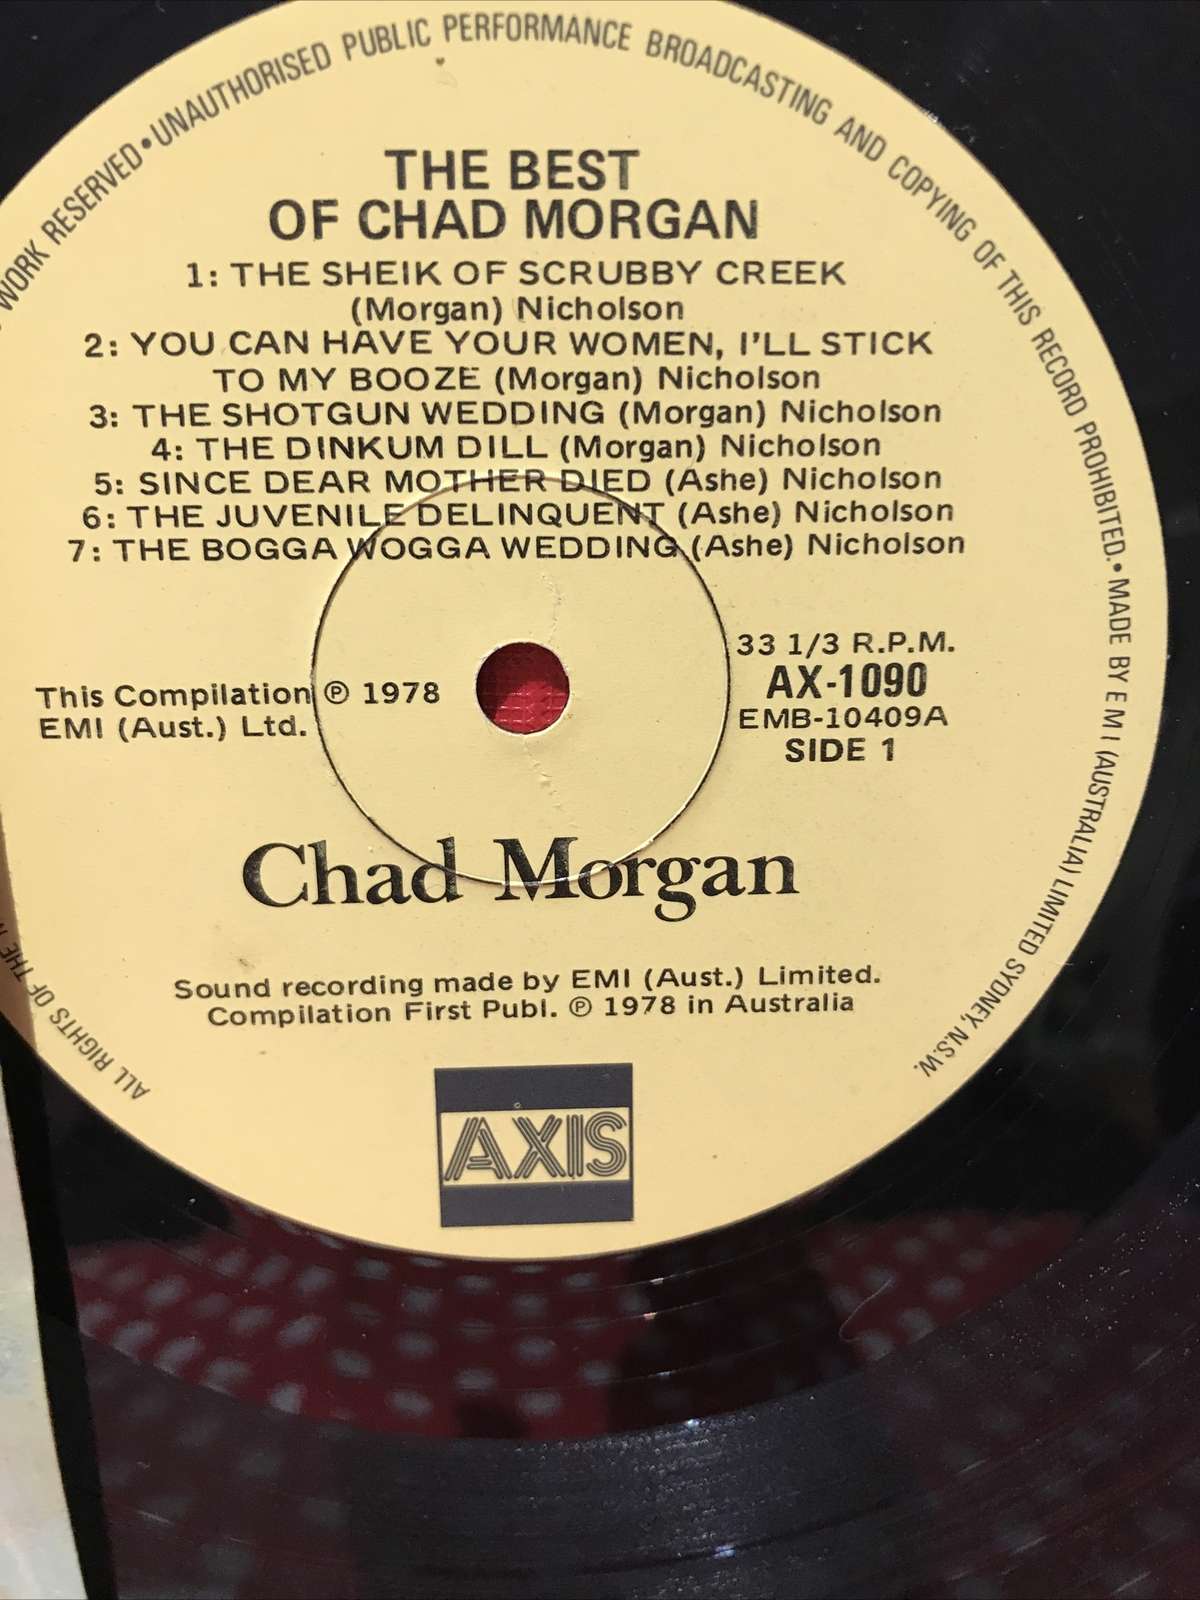 WORK RESERVED • UNAUTHORISED PUBLIC PERFORMANCE BROADCASTING AND COPYING OF THIS RECORD PROHIBITED. • MADE BY EMI (AUSTRALIA) LIMITED SYDNEY, N.S.W.
THE BEST
OF CHAD MORGAN
1: THE SHEIK OF SCRUBBY CREEK
(Morgan) Nicholson
2: YOU CAN HAVE YOUR WOMEN, I'LL STICK
TO MY BOOZE (Morgan) Nicholson
3: THE SHOTGUN WEDDING (Morgan) Nicholson
4: THE DINKUM DILL (Morgan) Nicholson
5: SINCE DEAR MOTHER DIED (Ashe) Nicholson
6: THE JUVENILE DELINQUENT (Ashe) Nicholson
7: THE BOGGA WOGGA WEDDING (Ashe) Nicholson
This Compilation ℗ 1978
EMI (Aust.) Ltd.
33 1/3 R.P.M.
AX-1090
EMB-10409A
SIDE 1
Chad Morgan
Sound recording made by EMI (Aust.) Limited.
Compilation First Publ. ℗ 1978 in Australia
ALL RIGHTS OF THE
AXIS